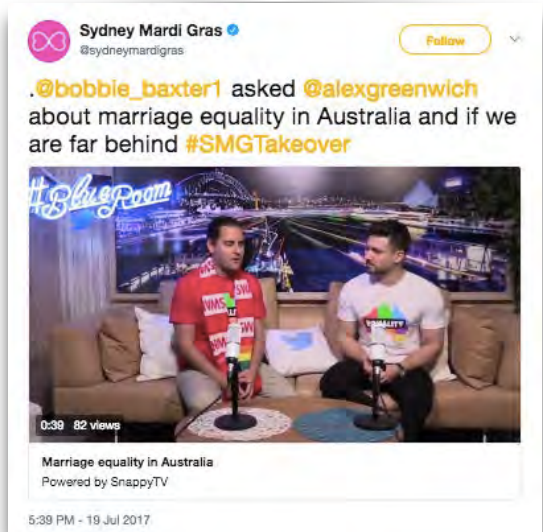 Sydney Mardi Gras
@sydneymardigras
Follow
.@bobbie_baxter1 asked @alexgreenwich
about marriage equality in Australia and if we
are far behind #SMGTakeover
#BlueRoom
EQUALITY
0:39 82 views
Marriage equality in Australia
Powered by SnappyTV
5:39 PM - 19 Jul 2017